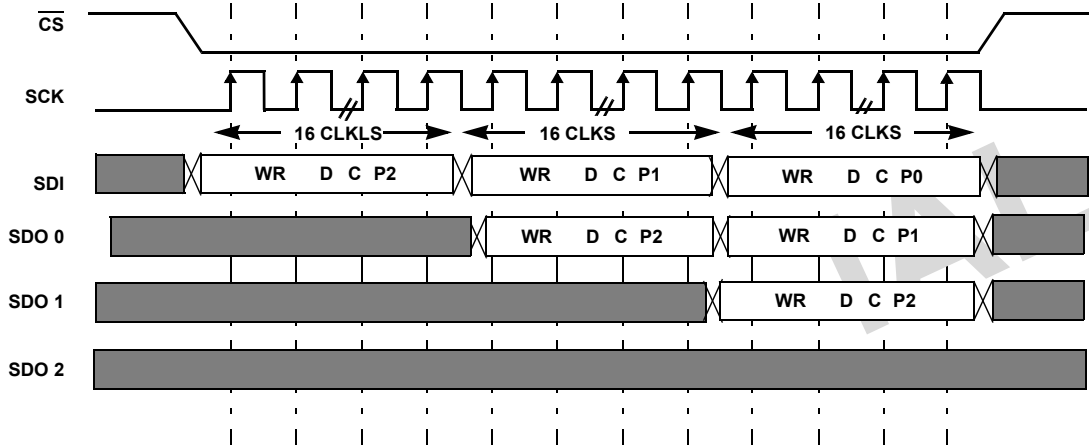 CS
SCK
16 CLKLS 16 CLKS 16 CLKS
SDI WR D C P2 WR D C P1 WR D C P0
SDO 0 WR D C P2 WR D C P1
SDO 1 WR D C P2
SDO 2